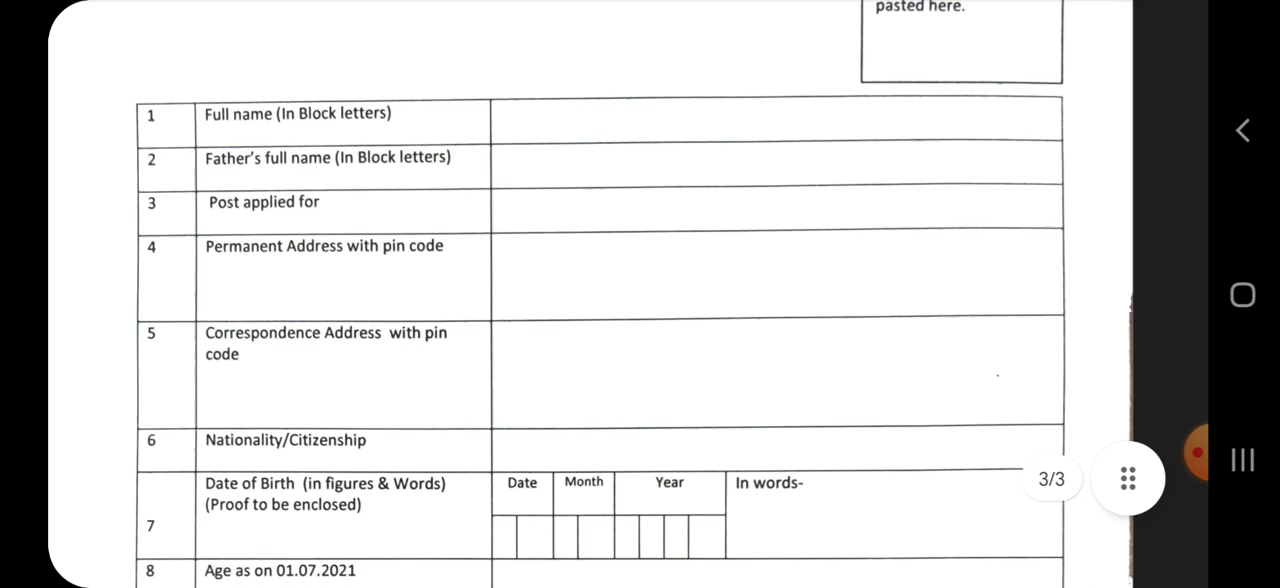 pasted here.
1 Full name (In Block letters)
2 Father's full name (In Block letters)
3 Post applied for
4 Permanent Address with pin code
5 Correspondence Address with pin
code
6 Nationality/Citizenship
7 Date of Birth (in figures & Words)
(Proof to be enclosed)
Date Month Year In words-
3/3
8 Age as on 01.07.2021